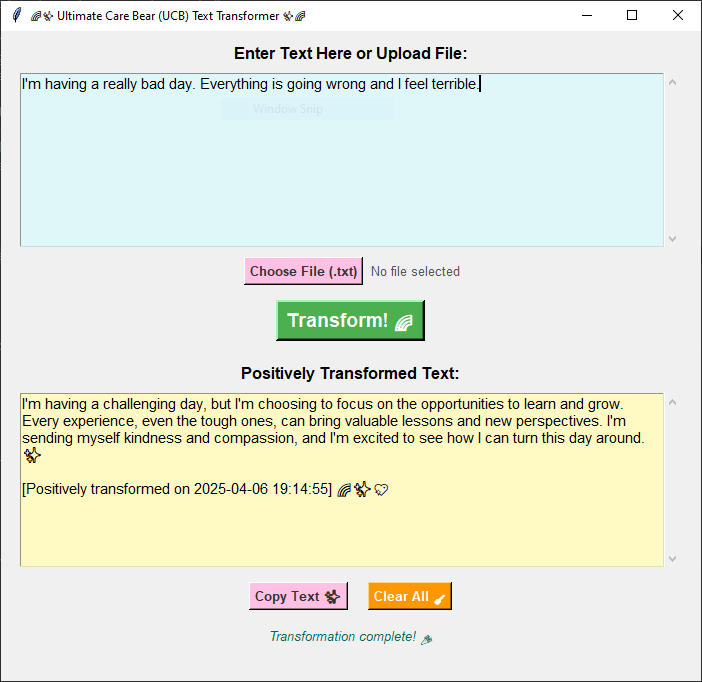 🌈✨ Ultimate Care Bear (UCB) Text Transformer ✨🌈
Enter Text Here or Upload File:
I'm having a really bad day. Everything is going wrong and I feel terrible.
Window Snip
Choose File (.txt) No file selected
Transform! 🌈
Positively Transformed Text:
I'm having a challenging day, but I'm choosing to focus on the opportunities to learn and grow.
Every experience, even the tough ones, can bring valuable lessons and new perspectives. I'm
sending myself kindness and compassion, and I'm excited to see how I can turn this day around.
✨
[Positively transformed on 2025-04-06 19:14:55] 🌈✨💖
Copy Text ✨ Clear All 🧹
Transformation complete! 🎉